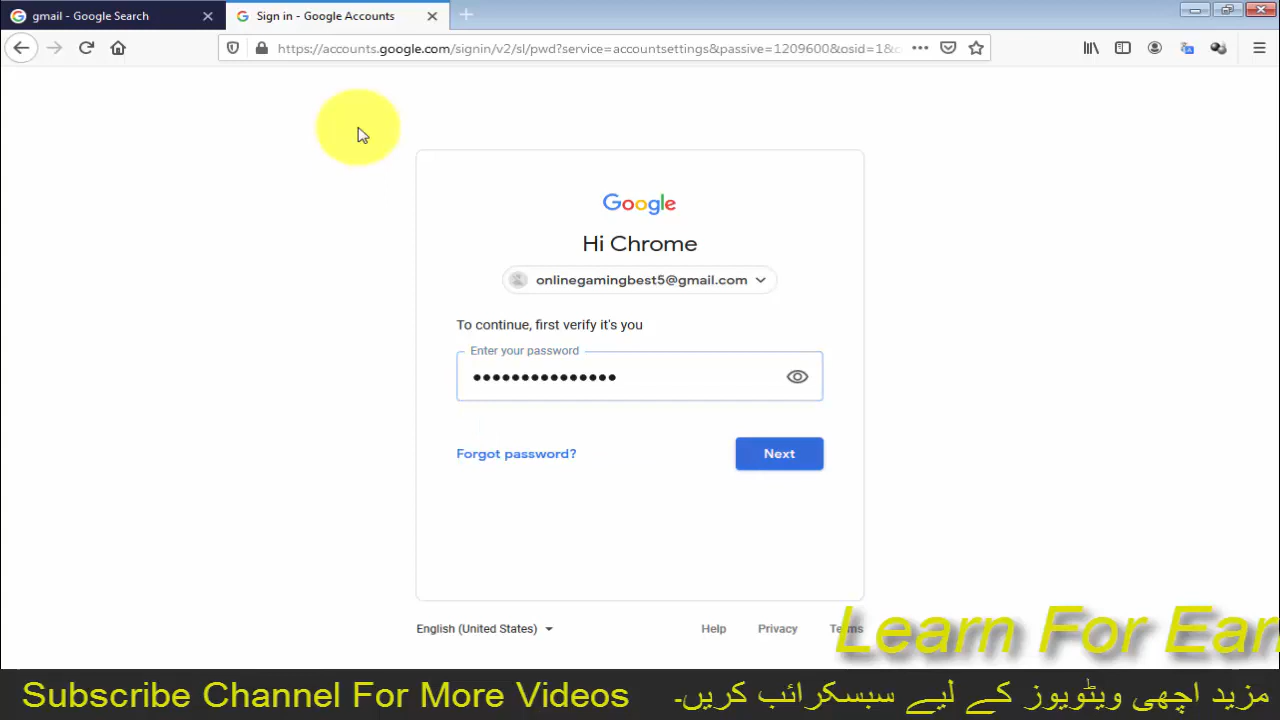 gmail - Google Search
Sign in - Google Accounts
https://accounts.google.com/signin/v2/sl/pwd?service=accountsettings&passive=1209600&osid=1&c
Google
Hi Chrome
onlinegamingbest5@gmail.com
To continue, first verify it's you
Enter your password
Forgot password?
Next
English (United States)
Help
Privacy
Terms
Learn For Ear
Subscribe Channel For More Videos
مزید اچھی ویٹویوز کے لیے سبسکرائب کریں۔